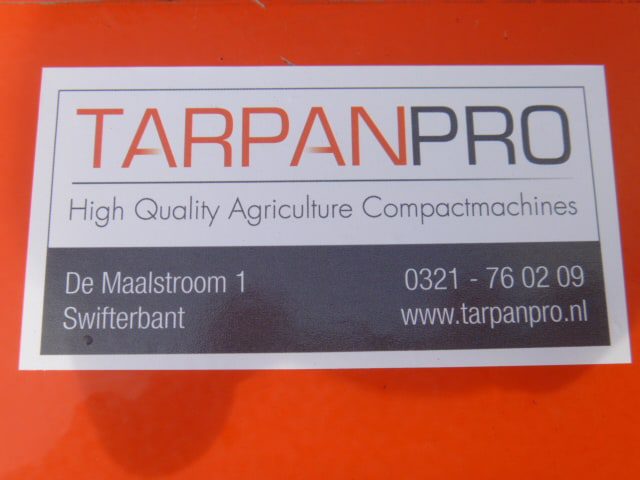 TARPANPRO
High Quality Agriculture Compactmachines
De Maalstroom 1
Swifterbant
0321 - 76 02 09
www.tarpanpro.nl